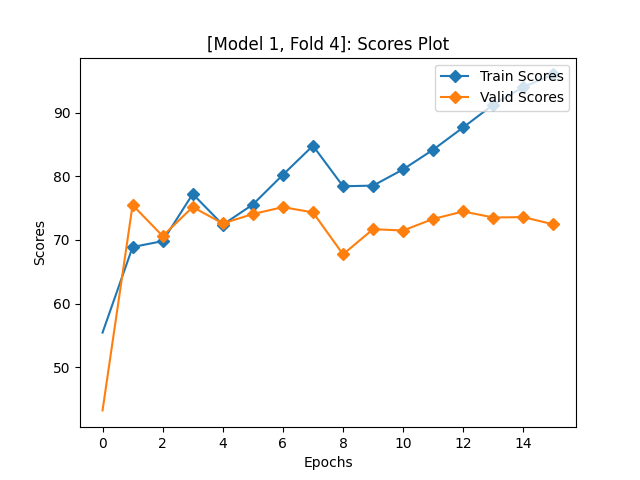 [Model 1, Fold 4]: Scores Plot
Train Scores
Valid Scores
Scores
90
80
70
60
50
0 2 4 6 8 10 12 14
Epochs